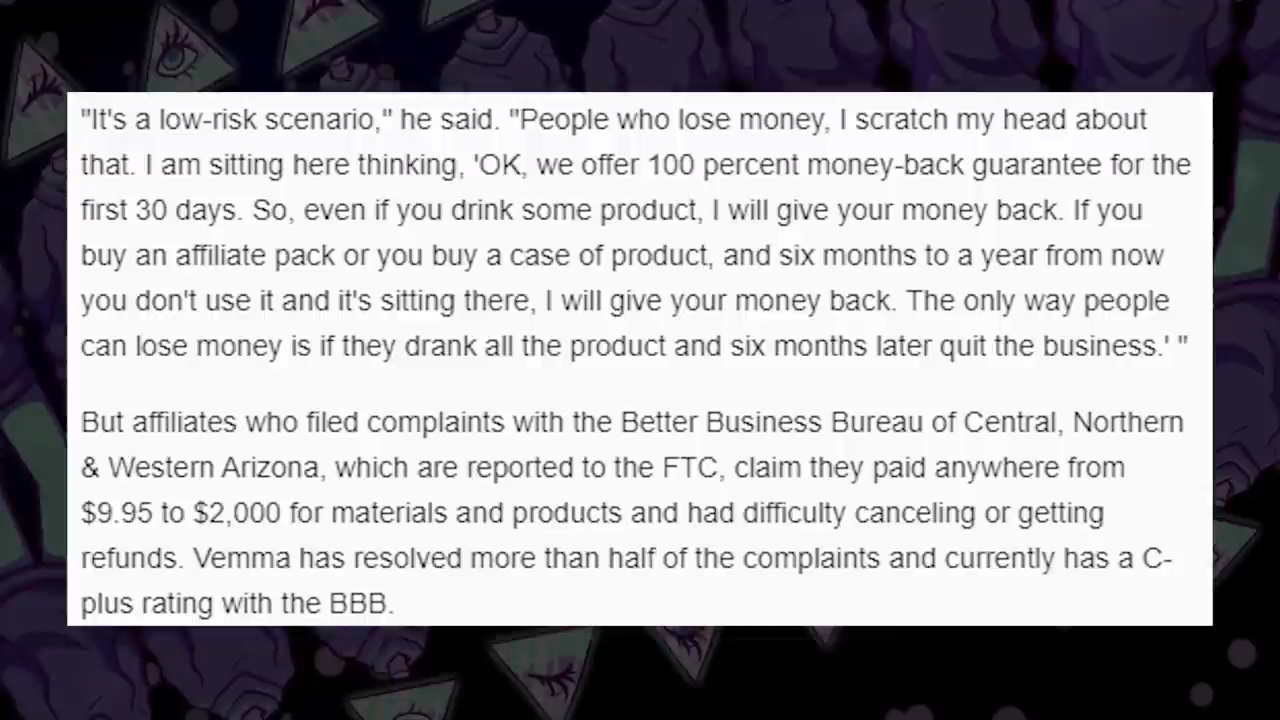 "It's a low-risk scenario," he said. "People who lose money, I scratch my head about
that. I am sitting here thinking, 'OK, we offer 100 percent money-back guarantee for the
first 30 days. So, even if you drink some product, I will give your money back. If you
buy an affiliate pack or you buy a case of product, and six months to a year from now
you don't use it and it's sitting there, I will give your money back. The only way people
can lose money is if they drank all the product and six months later quit the business.' "
But affiliates who filed complaints with the Better Business Bureau of Central, Northern
& Western Arizona, which are reported to the FTC, claim they paid anywhere from
$9.95 to $2,000 for materials and products and had difficulty canceling or getting
refunds. Vemma has resolved more than half of the complaints and currently has a C-
plus rating with the BBB.